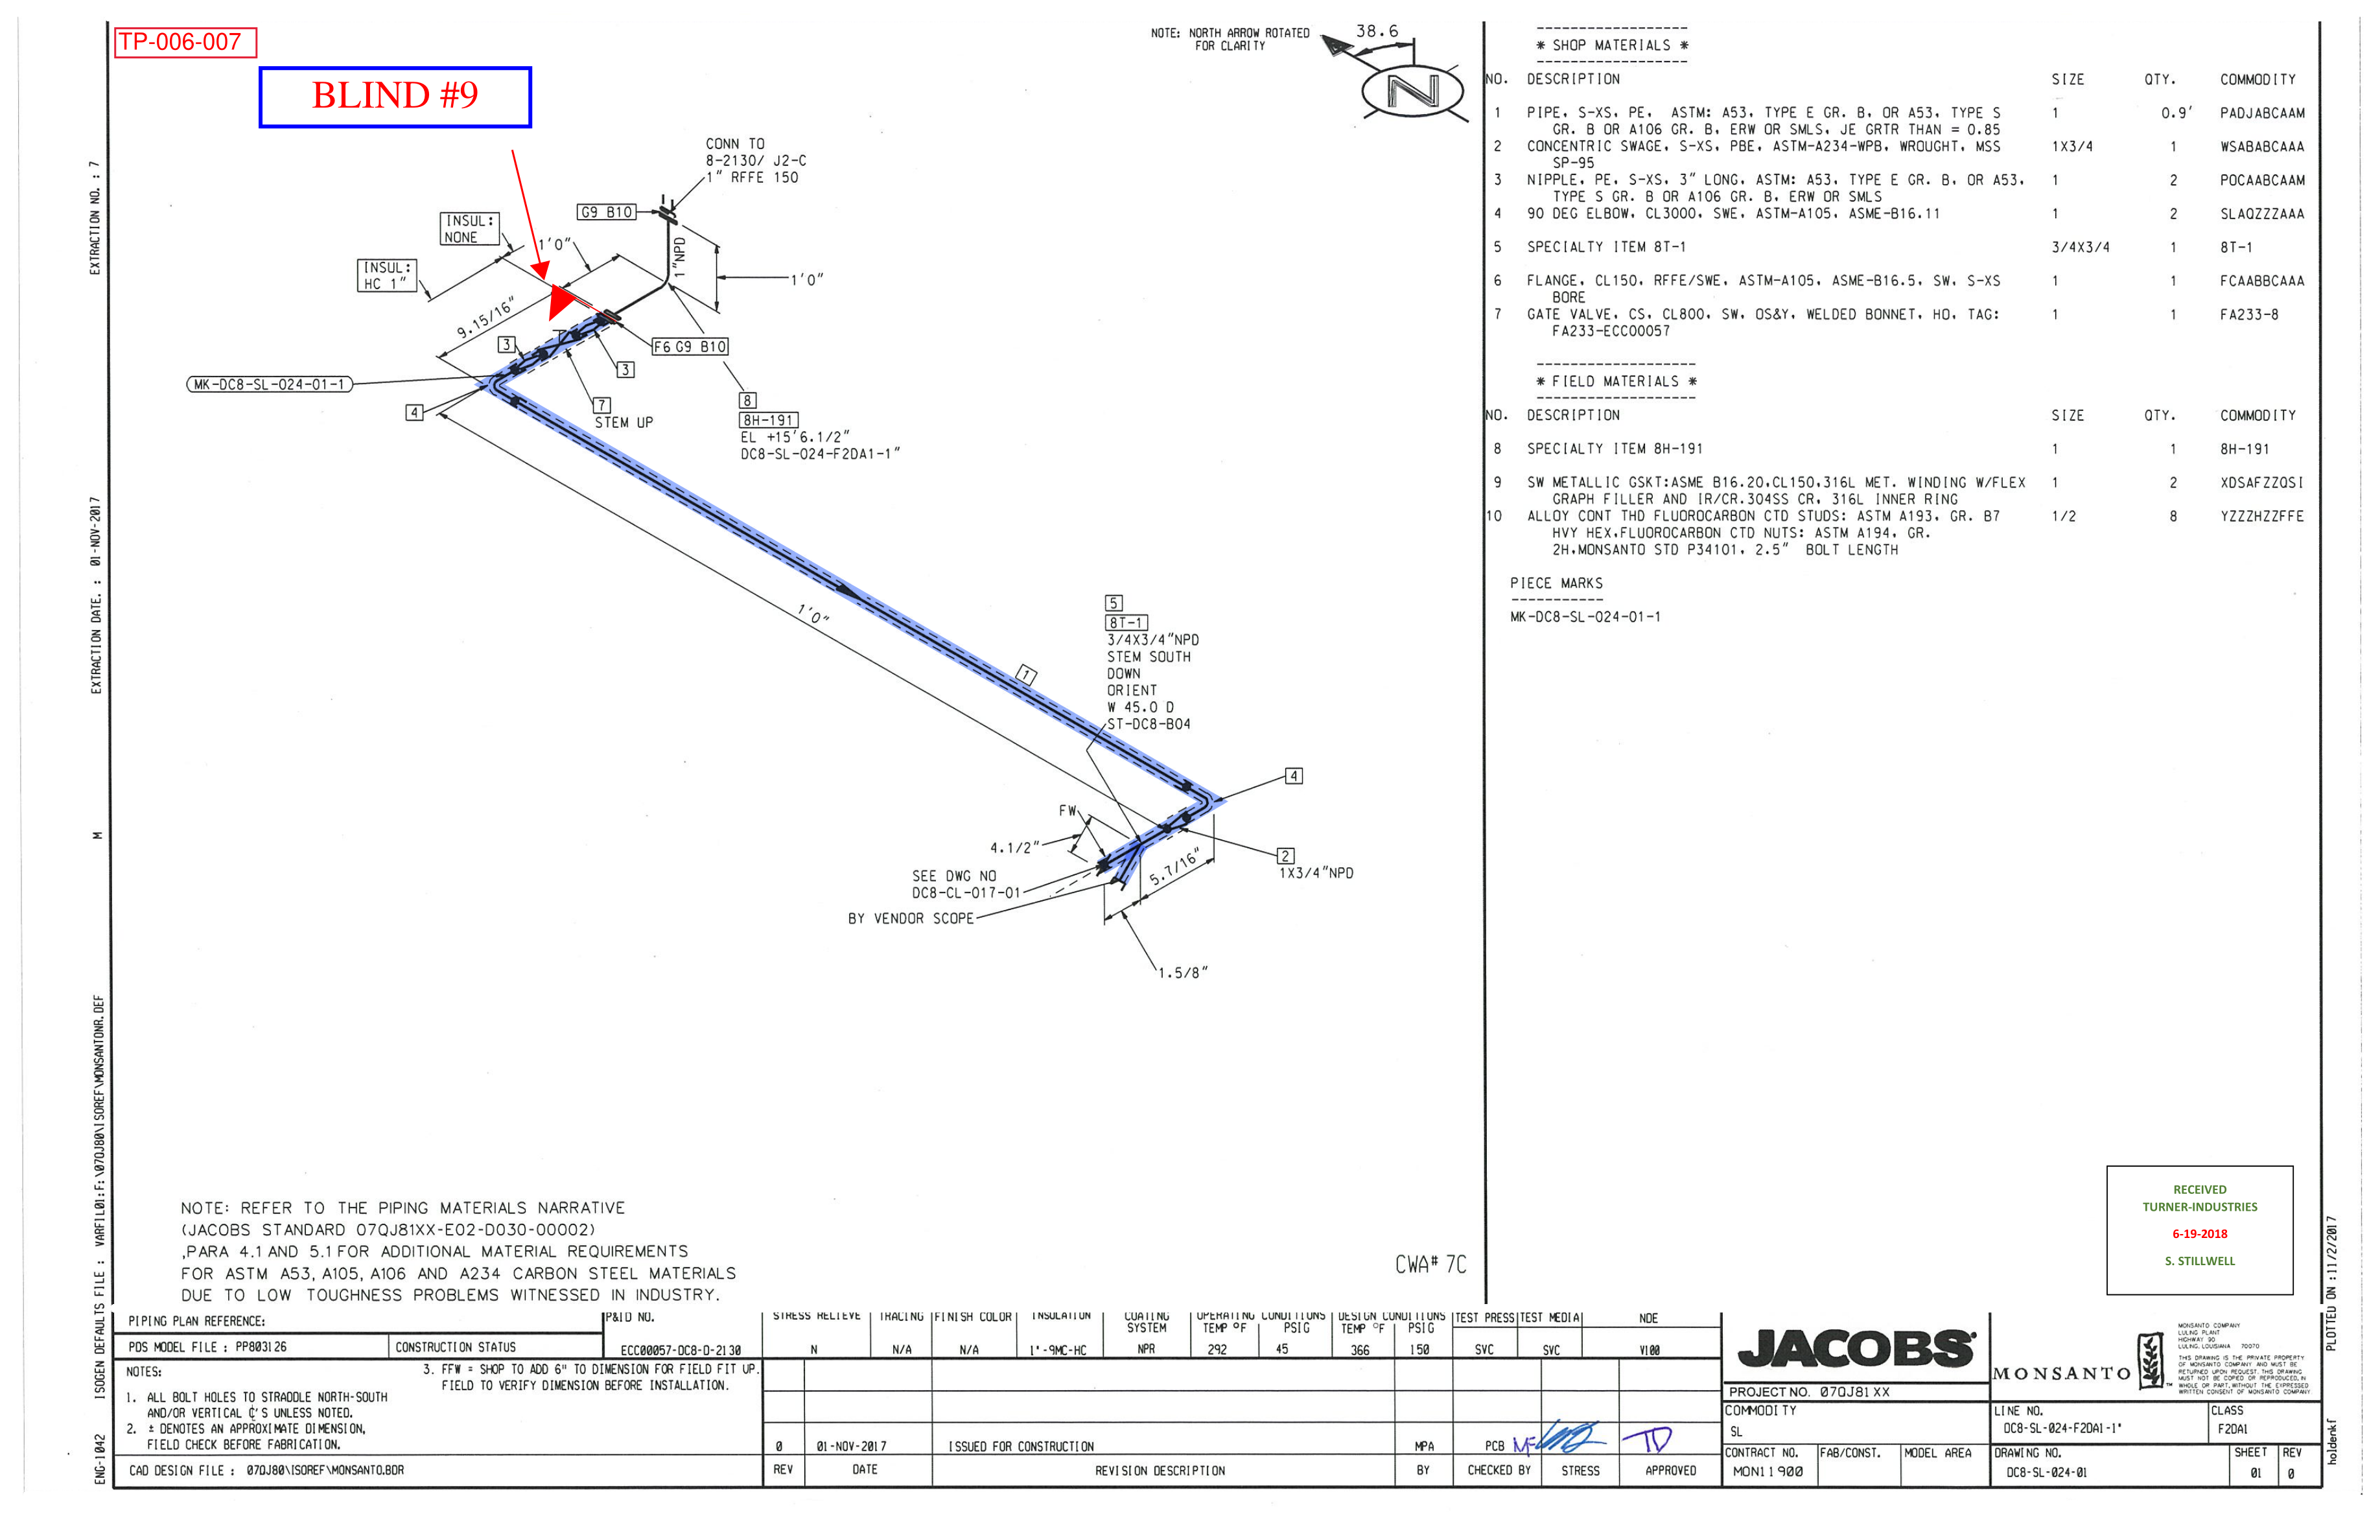 TP-006-007
BLIND #9
NOTE: NORTH ARROW ROTATED
FOR CLARITY
38.6
N
CONN TO
8-2130/ J2-C
1" RFFE 150
G9 B10
INSUL:
NONE
1'0"
1"NPD
INSUL:
HC 1"
1'0"
9.15/16"
3
F6 G9 B10
3
MK-DC8-SL-024-01-1
4
7
STEM UP
8
8H-191
EL +15'6.1/2"
DC8-SL-024-F2DA1-1"
1'0"
5
8T-1
3/4X3/4"NPD
STEM SOUTH
DOWN
ORIENT
W 45.0 D
ST-DC8-B04
1
4
FW
4.1/2"
2
1X3/4"NPD
5.7/16"
SEE DWG NO
DC8-CL-017-01
BY VENDOR SCOPE
1.5/8"
* SHOP MATERIALS *
NO. DESCRIPTION SIZE QTY. COMMODITY
1 PIPE, S-XS, PE, ASTM: A53, TYPE E GR. B, OR A53, TYPE S 1 0.9' PADJABCAAM
GR. B OR A106 GR. B, ERW OR SMLS, JE GRTR THAN = 0.85
2 CONCENTRIC SWAGE, S-XS, PBE, ASTM-A234-WPB, WROUGHT, MSS 1X3/4 1 WSABABCAAA
SP-95
3 NIPPLE, PE, S-XS, 3" LONG, ASTM: A53, TYPE E GR. B, OR A53, 1 2 POCAABCAAM
TYPE S GR. B OR A106 GR. B, ERW OR SMLS
4 90 DEG ELBOW, CL3000, SWE, ASTM-A105, ASME-B16.11 1 2 SLAQZZZAAA
5 SPECIALTY ITEM 8T-1 3/4X3/4 1 8T-1
6 FLANGE, CL150, RFFE/SWE, ASTM-A105, ASME-B16.5, SW, S-XS 1 1 FCAABBCAAA
BORE
7 GATE VALVE, CS, CL800, SW, OS&Y, WELDED BONNET, HO, TAG: 1 1 FA233-8
FA233-ECC00057
* FIELD MATERIALS *
NO. DESCRIPTION SIZE QTY. COMMODITY
8 SPECIALTY ITEM 8H-191 1 1 8H-191
9 SW METALLIC GSKT:ASME B16.20,CL150,316L MET. WINDING W/FLEX 1 2 XDSAFZZQSI
GRAPH FILLER AND IR/CR.304SS CR, 316L INNER RING
10 ALLOY CONT THD FLUOROCARBON CTD STUDS: ASTM A193, GR. B7 1/2 8 YZZZHZZFFE
HVY HEX,FLUOROCARBON CTD NUTS: ASTM A194, GR.
2H,MONSANTO STD P34101, 2.5" BOLT LENGTH
PIECE MARKS
MK-DC8-SL-024-01-1
RECEIVED
TURNER-INDUSTRIES
6-19-2018
S. STILLWELL
CWA# 7C
NOTE: REFER TO THE PIPING MATERIALS NARRATIVE
(JACOBS STANDARD 07QJ81XX-E02-D030-00002)
,PARA 4.1 AND 5.1 FOR ADDITIONAL MATERIAL REQUIREMENTS
FOR ASTM A53, A105, A106 AND A234 CARBON STEEL MATERIALS
DUE TO LOW TOUGHNESS PROBLEMS WITNESSED IN INDUSTRY.
EXTRACTION NO. : 7
EXTRACTION DATE. : 01-NOV-2017
M
ISOGEN DEFAULTS FILE : VARFIL01:F:\07QJ80\ISOREF\MONSANTONR.DEF
ENG-1042
PLOTTED ON :11/2/2017
holdenkf
PIPING PLAN REFERENCE:
PDS MODEL FILE : PP803126
CONSTRUCTION STATUS
P&ID NO.
ECC00057-DC8-D-2130
STRESS RELIEVE
N
TRACING
N/A
FINISH COLOR
N/A
INSULATION
1"-9MC-HC
COATING
SYSTEM
NPR
OPERATING CONDITIONS
TEMP °F PSIG
292 45
DESIGN CONDITIONS
TEMP °F PSIG
366 150
TEST PRESS
SVC
TEST MEDIA
SVC
NDE
VI00
NOTES:
1. ALL BOLT HOLES TO STRADDLE NORTH-SOUTH
AND/OR VERTICAL ℄'S UNLESS NOTED.
2. ± DENOTES AN APPROXIMATE DIMENSION,
FIELD CHECK BEFORE FABRICATION.
3. FFW = SHOP TO ADD 6" TO DIMENSION FOR FIELD FIT UP.
FIELD TO VERIFY DIMENSION BEFORE INSTALLATION.
CAD DESIGN FILE : 07QJ80\ISOREF\MONSANTO.BDR
0 01-NOV-2017 ISSUED FOR CONSTRUCTION MPA PCB MF TD
REV DATE REVISION DESCRIPTION BY CHECKED BY STRESS APPROVED
JACOBS
PROJECT NO. 07QJ81XX
COMMODITY
SL
CONTRACT NO.
MON11900
FAB/CONST.
MODEL AREA
MONSANTO
MONSANTO COMPANY
LULING PLANT
HIGHWAY 90
LULING, LOUISIANA 70070
THIS DRAWING IS THE PRIVATE PROPERTY
OF MONSANTO COMPANY AND MUST BE
RETURNED UPON REQUEST. THIS DRAWING
MUST NOT BE COPIED OR REPRODUCED, IN
WHOLE OR PART, WITHOUT THE EXPRESSED
WRITTEN CONSENT OF MONSANTO COMPANY
LINE NO.
DC8-SL-024-F2DA1-1"
CLASS
F2DA1
DRAWING NO.
DC8-SL-024-01
SHEET
01
REV
0